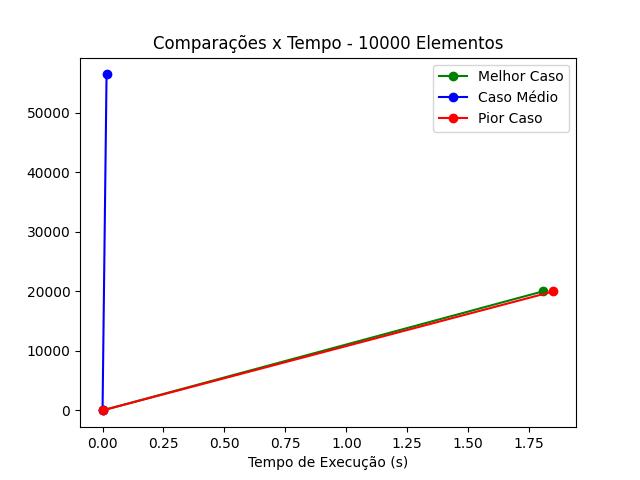 Comparações x Tempo - 10000 Elementos
Melhor Caso
Caso Médio
Pior Caso
50000
40000
30000
20000
10000
0
0.00 0.25 0.50 0.75 1.00 1.25 1.50 1.75
Tempo de Execução (s)